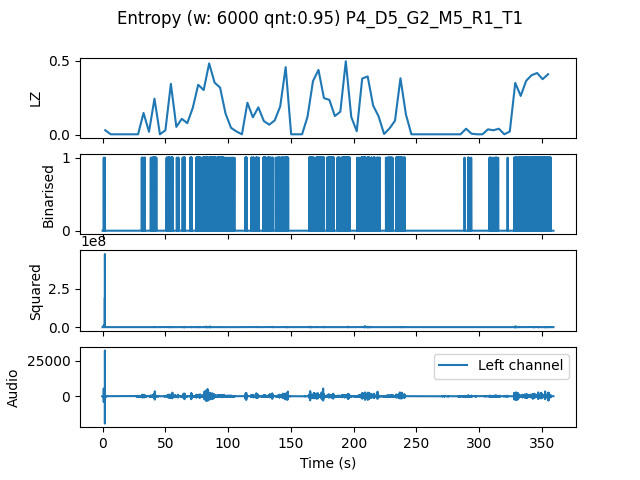 Entropy (w: 6000 qnt:0.95) P4_D5_G2_M5_R1_T1
0.5
LZ
0.0
1
Binarised
0
1e8
2.5
Squared
0.0
25000
Left channel
Audio
0
0 50 100 150 200 250 300 350
Time (s)